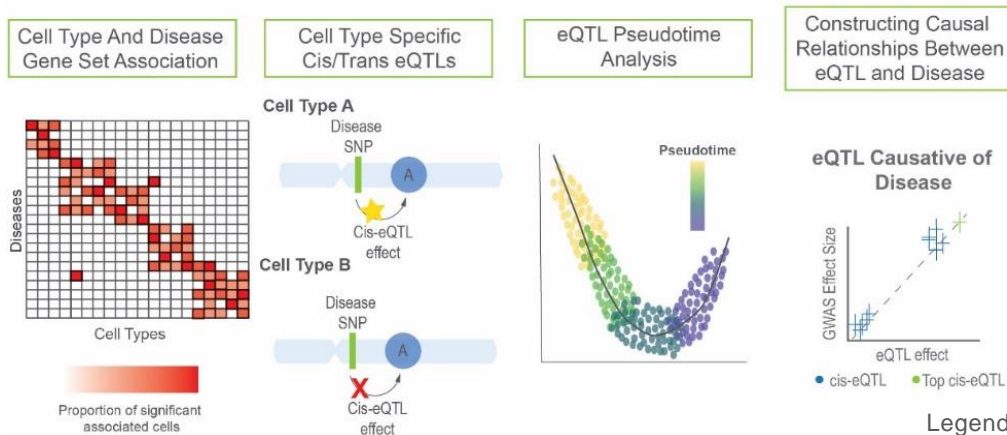 Cell Type And Disease
Gene Set Association
Diseases
Cell Types
Proportion of significant
associated cells
Cell Type Specific
Cis/Trans eQTLs
Cell Type A
Disease
SNP
A
Cis-eQTL
effect
Cell Type B
Disease
SNP
A
X
Cis-eQTL
effect
eQTL Pseudotime
Analysis
Pseudotime
Constructing Causal
Relationships Between
eQTL and Disease
eQTL Causative of
Disease
GWAS Effect Size
eQTL effect
cis-eQTL
Top cis-eQTL
Legend